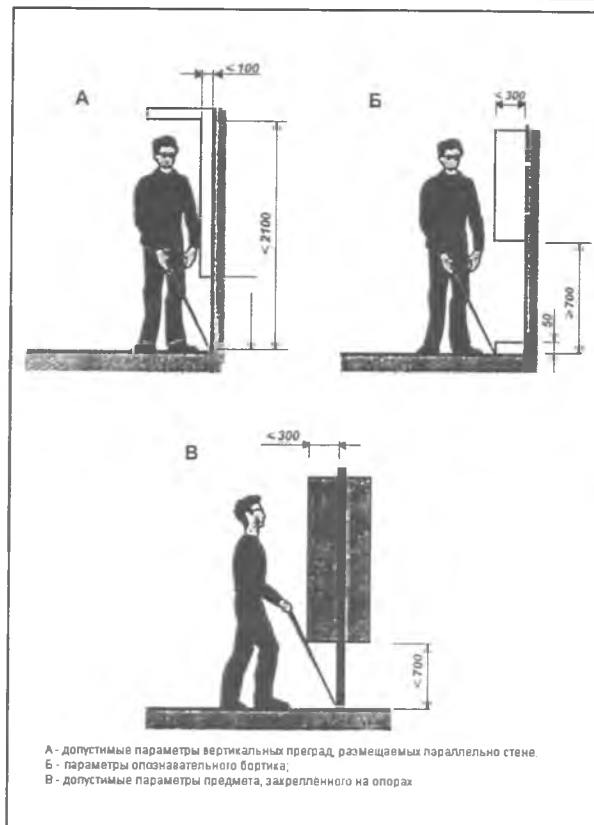 <100
А
<2100
< 300
Б
≥700
50
<300
В
<700
А - допустимые параметры вертикальных преград, размещаемых параллельно стене.
Б - параметры опознавательного бортика;
В - допустимые параметры предмета, закреплённого на опорах